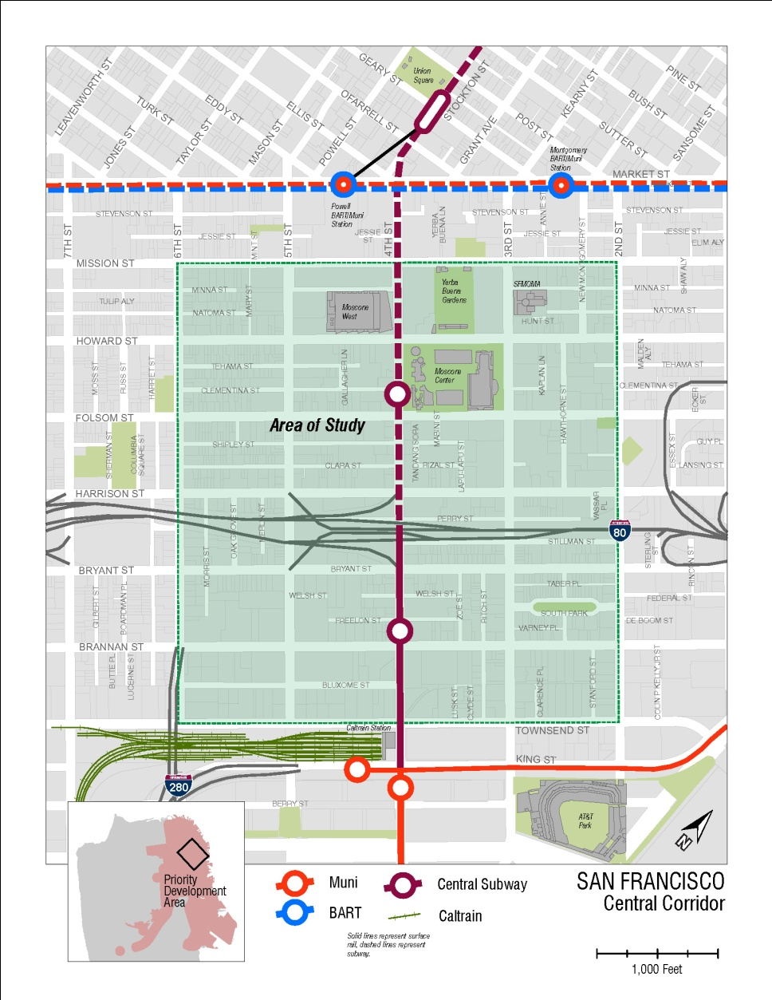 GEARY ST
Union
Square
STOCKTON ST
PINE ST
LEAVENWORTH ST
TURK ST
EDDY ST
ELLIS ST
OFARRELL ST
KEARNY ST
BUSH ST
JONES ST
TAYLOR ST
MASON ST
POWELL ST
GRANT AVE
POST ST
SUTTER ST
SANSOME ST
Montgomery
BART/Muni
Station
MARKET ST
Powell
BART/Muni
Station
STEVENSON ST
STEVENSON ST
STEVENSON ST
ANNIE ST
YERBA
BUENA LN
7TH ST
6TH ST
JESSIE ST
MINT ST
5TH ST
JESSIE
ST
4TH ST
3RD ST
JESSIE ST
NEW MONTGOMERY ST
2ND ST
JESSIE ST
ELIM ALY
MISSION ST
SHAW ALY
MINNA ST
MARY ST
Yerba
Buena
Gardens
SFMOMA
MINNA ST
TULIP ALY
NATOMA ST
Moscone
West
HUNT ST
NATOMA ST
HOWARD ST
MALDEN
ALY
MOSS ST
RUSS ST
HARRIET ST
TEHAMA ST
GALLAGHER LN
Moscone
Center
KAPLAN LN
TEHAMA ST
CLEMENTINA ST
HAWTHORNE ST
CLEMENTINA ST
ECKER
ST
FOLSOM ST
Area of Study
SHERMAN ST
COLUMBIA
SQUARE ST
SHIPLEY ST
CLARA ST
TANDANG SORA
MABINI ST
RIZAL ST
LAPU-LAPU ST
ESSEX ST
GUY PL
LANSING ST
HARRISON ST
OAK GROVE ST
MERLIN ST
PERRY ST
VASSAR
PL
80
MORRIS ST
STILLMAN ST
STERLING
ST
RINCON ST
BRYANT ST
BRYANT ST
GILBERT ST
BOARDMAN PL
WELSH ST
WELSH ST
ZOE ST
RITCH ST
TABER PL
FEDERAL ST
FREELON ST
SOUTH PARK
VARNEY PL
DE BOOM ST
BRANNAN ST
BUTTE PL
LUCERNE ST
BLUXOME ST
LUSK ST
CLYDE ST
CLARENCE PL
STANFORD ST
COLIN P KELLY JR ST
Caltrain Station
TOWNSEND ST
KING ST
280
BERRY ST
AT&T
Park
N
Priority
Development
Area
Muni
Central Subway
BART
Caltrain
Solid lines represent surface
rail, dashed lines represent
subway.
SAN FRANCISCO
Central Corridor
1,000 Feet